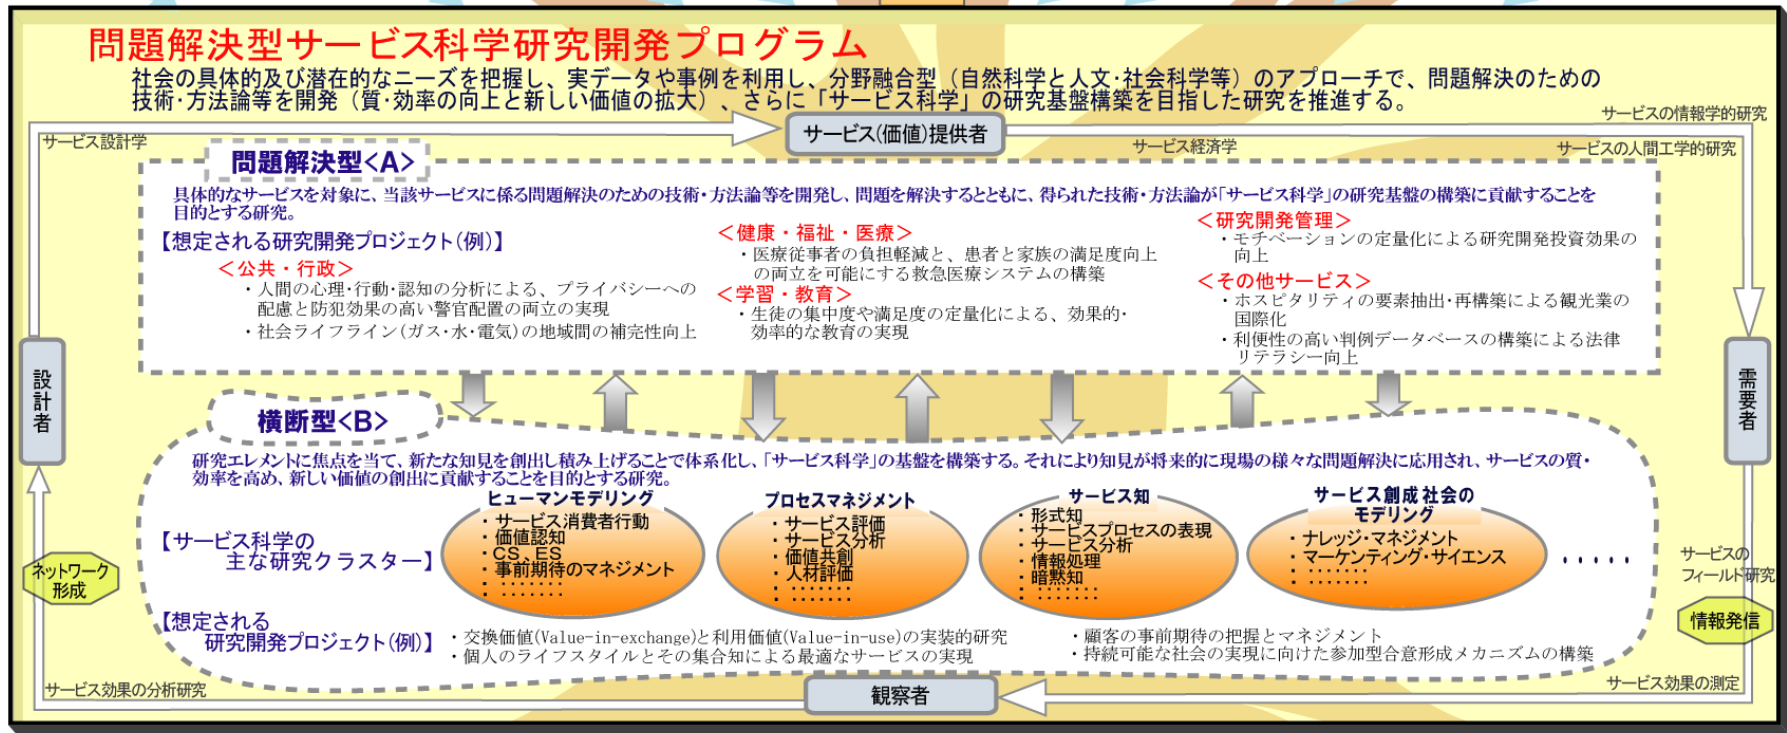 問題解決型サービス科学研究開発プログラム
社会の具体的及び潜在的なニーズを把握し、実データや事例を利用し、分野融合型（自然科学と人文・社会科学等）のアプローチで、問題解決のための
技術・方法論等を開発（質・効率の向上と新しい価値の拡大）、さらに「サービス科学」の研究基盤構築を目指した研究を推進する。
サービスの情報学的研究
サービス設計学
サービス(価値)提供者
サービス経済学
サービスの人間工学的研究
問題解決型<A>
具体的なサービスを対象に、当該サービスに係る問題解決のための技術・方法論等を開発し、問題を解決するとともに、得られた技術・方法論が「サービス科学」の研究基盤の構築に貢献することを
目的とする研究。
【想定される研究開発プロジェクト（例）】
＜公共・行政＞
・人間の心理・行動・認知の分析による、プライバシーへの
配慮と防犯効果の高い警官配置の両立の実現
・社会ライフライン（ガス・水・電気）の地域間の補完性向上
＜健康・福祉・医療＞
・医療従事者の負担軽減と、患者と家族の満足度向上
の両立を可能にする救急医療システムの構築
＜学習・教育＞
・生徒の集中度や満足度の定量化による、効果的・
効率的な教育の実現
＜研究開発管理＞
・モチベーションの定量化による研究開発投資効果の
向上
＜その他サービス＞
・ホスピタリティの要素抽出・再構築による観光業の
国際化
・利便性の高い判例データベースの構築による法律
リテラシー向上
設計者
需要者
横断型<B>
研究エレメントに焦点を当て、新たな知見を創出し積み上げることで体系化し、「サービス科学」の基盤を構築する。それにより知見が将来的に現場の様々な問題解決に応用され、サービスの質・
効率を高め、新しい価値の創出に貢献することを目的とする研究。
【サービス科学の
主な研究クラスター】
ヒューマンモデリング
・サービス消費者行動
・価値認知
・CS、ES
・事前期待のマネジメント
・・・・・・・・
プロセスマネジメント
・サービス評価
・サービス分析
・価値共創
・人材評価
・・・・・・・・
サービス知
・形式知
・サービスプロセスの表現
・サービス分析
・情報処理
・暗黙知
・・・・・・・・
サービス創成 社会の
モデリング
・ナレッジ・マネジメント
・マーケンティング・サイエンス
・・・・・・・・
・・・・・
ネットワーク
形成
サービスの
フィールド研究
情報発信
【想定される
研究開発プロジェクト（例）】
・交換価値(Value-in-exchange)と利用価値(Value-in-use)の実装的研究
・個人のライフスタイルとその集合知による最適なサービスの実現
・顧客の事前期待の把握とマネジメント
・持続可能な社会の実現に向けた参加型合意形成メカニズムの構築
サービス効果の分析研究
観察者
サービス効果の測定